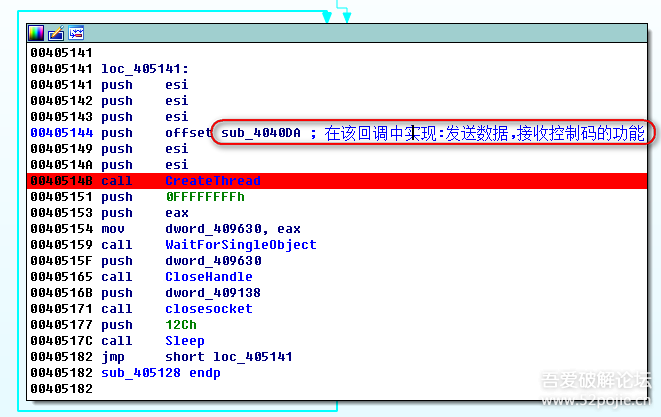 00405141
00405141 loc_405141:
00405141 push    esi
00405142 push    esi
00405143 push    esi
00405144 push    offset sub_4040DA ; 在该回调中实现:发送数据,接收控制码的功能
00405149 push    esi
0040514A push    esi
0040514B call    CreateThread
00405151 push    0FFFFFFFFh
00405153 push    eax
00405154 mov     dword_409630, eax
00405159 call    WaitForSingleObject
0040515F push    dword_409630
00405165 call    CloseHandle
0040516B push    dword_409138
00405171 call    closesocket
00405177 push    12Ch
0040517C call    Sleep
00405182 jmp     short loc_405141
00405182 sub_405128 endp
00405182
吾爱破解论坛
www.52pojie.cn